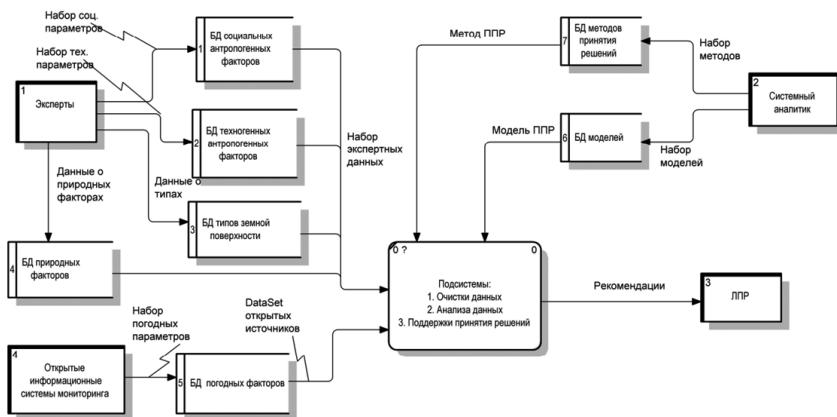 Набор соц.
параметров
Набор тех.
параметров
1
Эксперты
1
БД социальных
антропогенных
факторов
2
БД техногенных
антропогенных
факторов
Данные о
природных
факторах
Данные о
типах
3
БД типов земной
поверхности
4
БД природных
факторов
Набор
экспертных
данных
Метод ППР
7
БД методов
принятия
решений
Набор
методов
2
Системный
аналитик
Модель ППР
6
БД моделей
Набор
моделей
0 ?
0
Подсистемы:
1. Очистки данных
2. Анализа данных
3. Поддержки принятия решений
Рекомендации
3
ЛПР
Набор
погодных
параметров
DataSet
открытых
источников
4
Открытые
информационные
системы мониторинга
5
БД погодных факторов